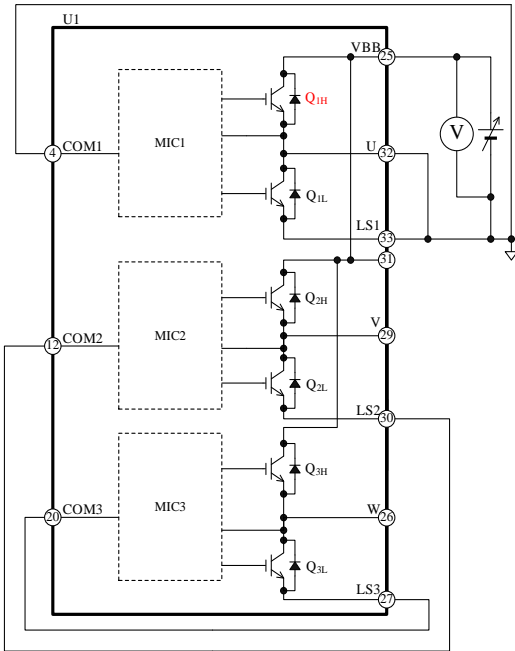 U1
VBB
25
Q1H
V
4
COM1
MIC1
U
32
Q1L
LS1
33
31
Q2H
V
29
12
COM2
MIC2
Q2L
LS2
30
Q3H
20
COM3
MIC3
W
26
Q3L
LS3
27